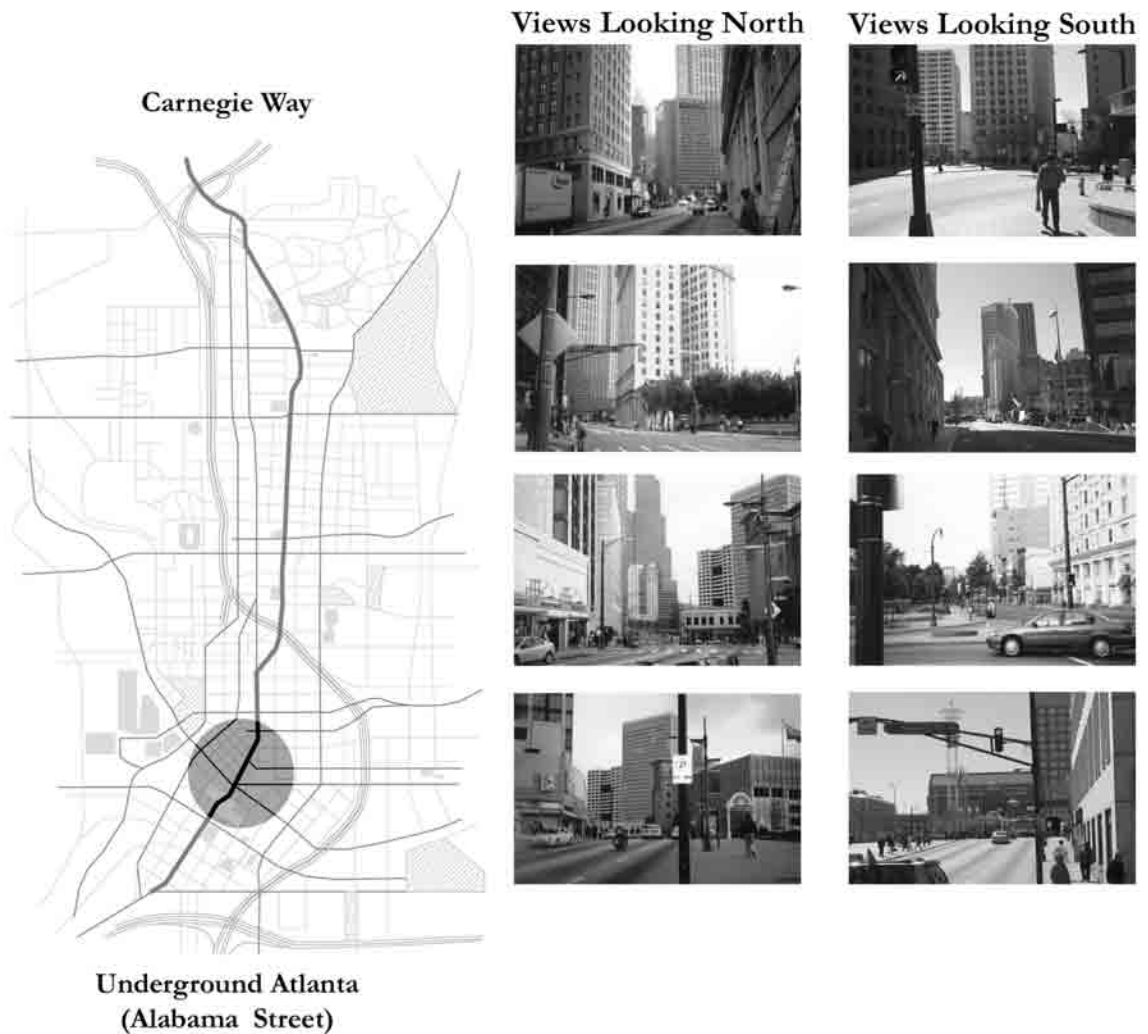 Views Looking North
Views Looking South
Carnegie Way
Underground Atlanta
(Alabama Street)